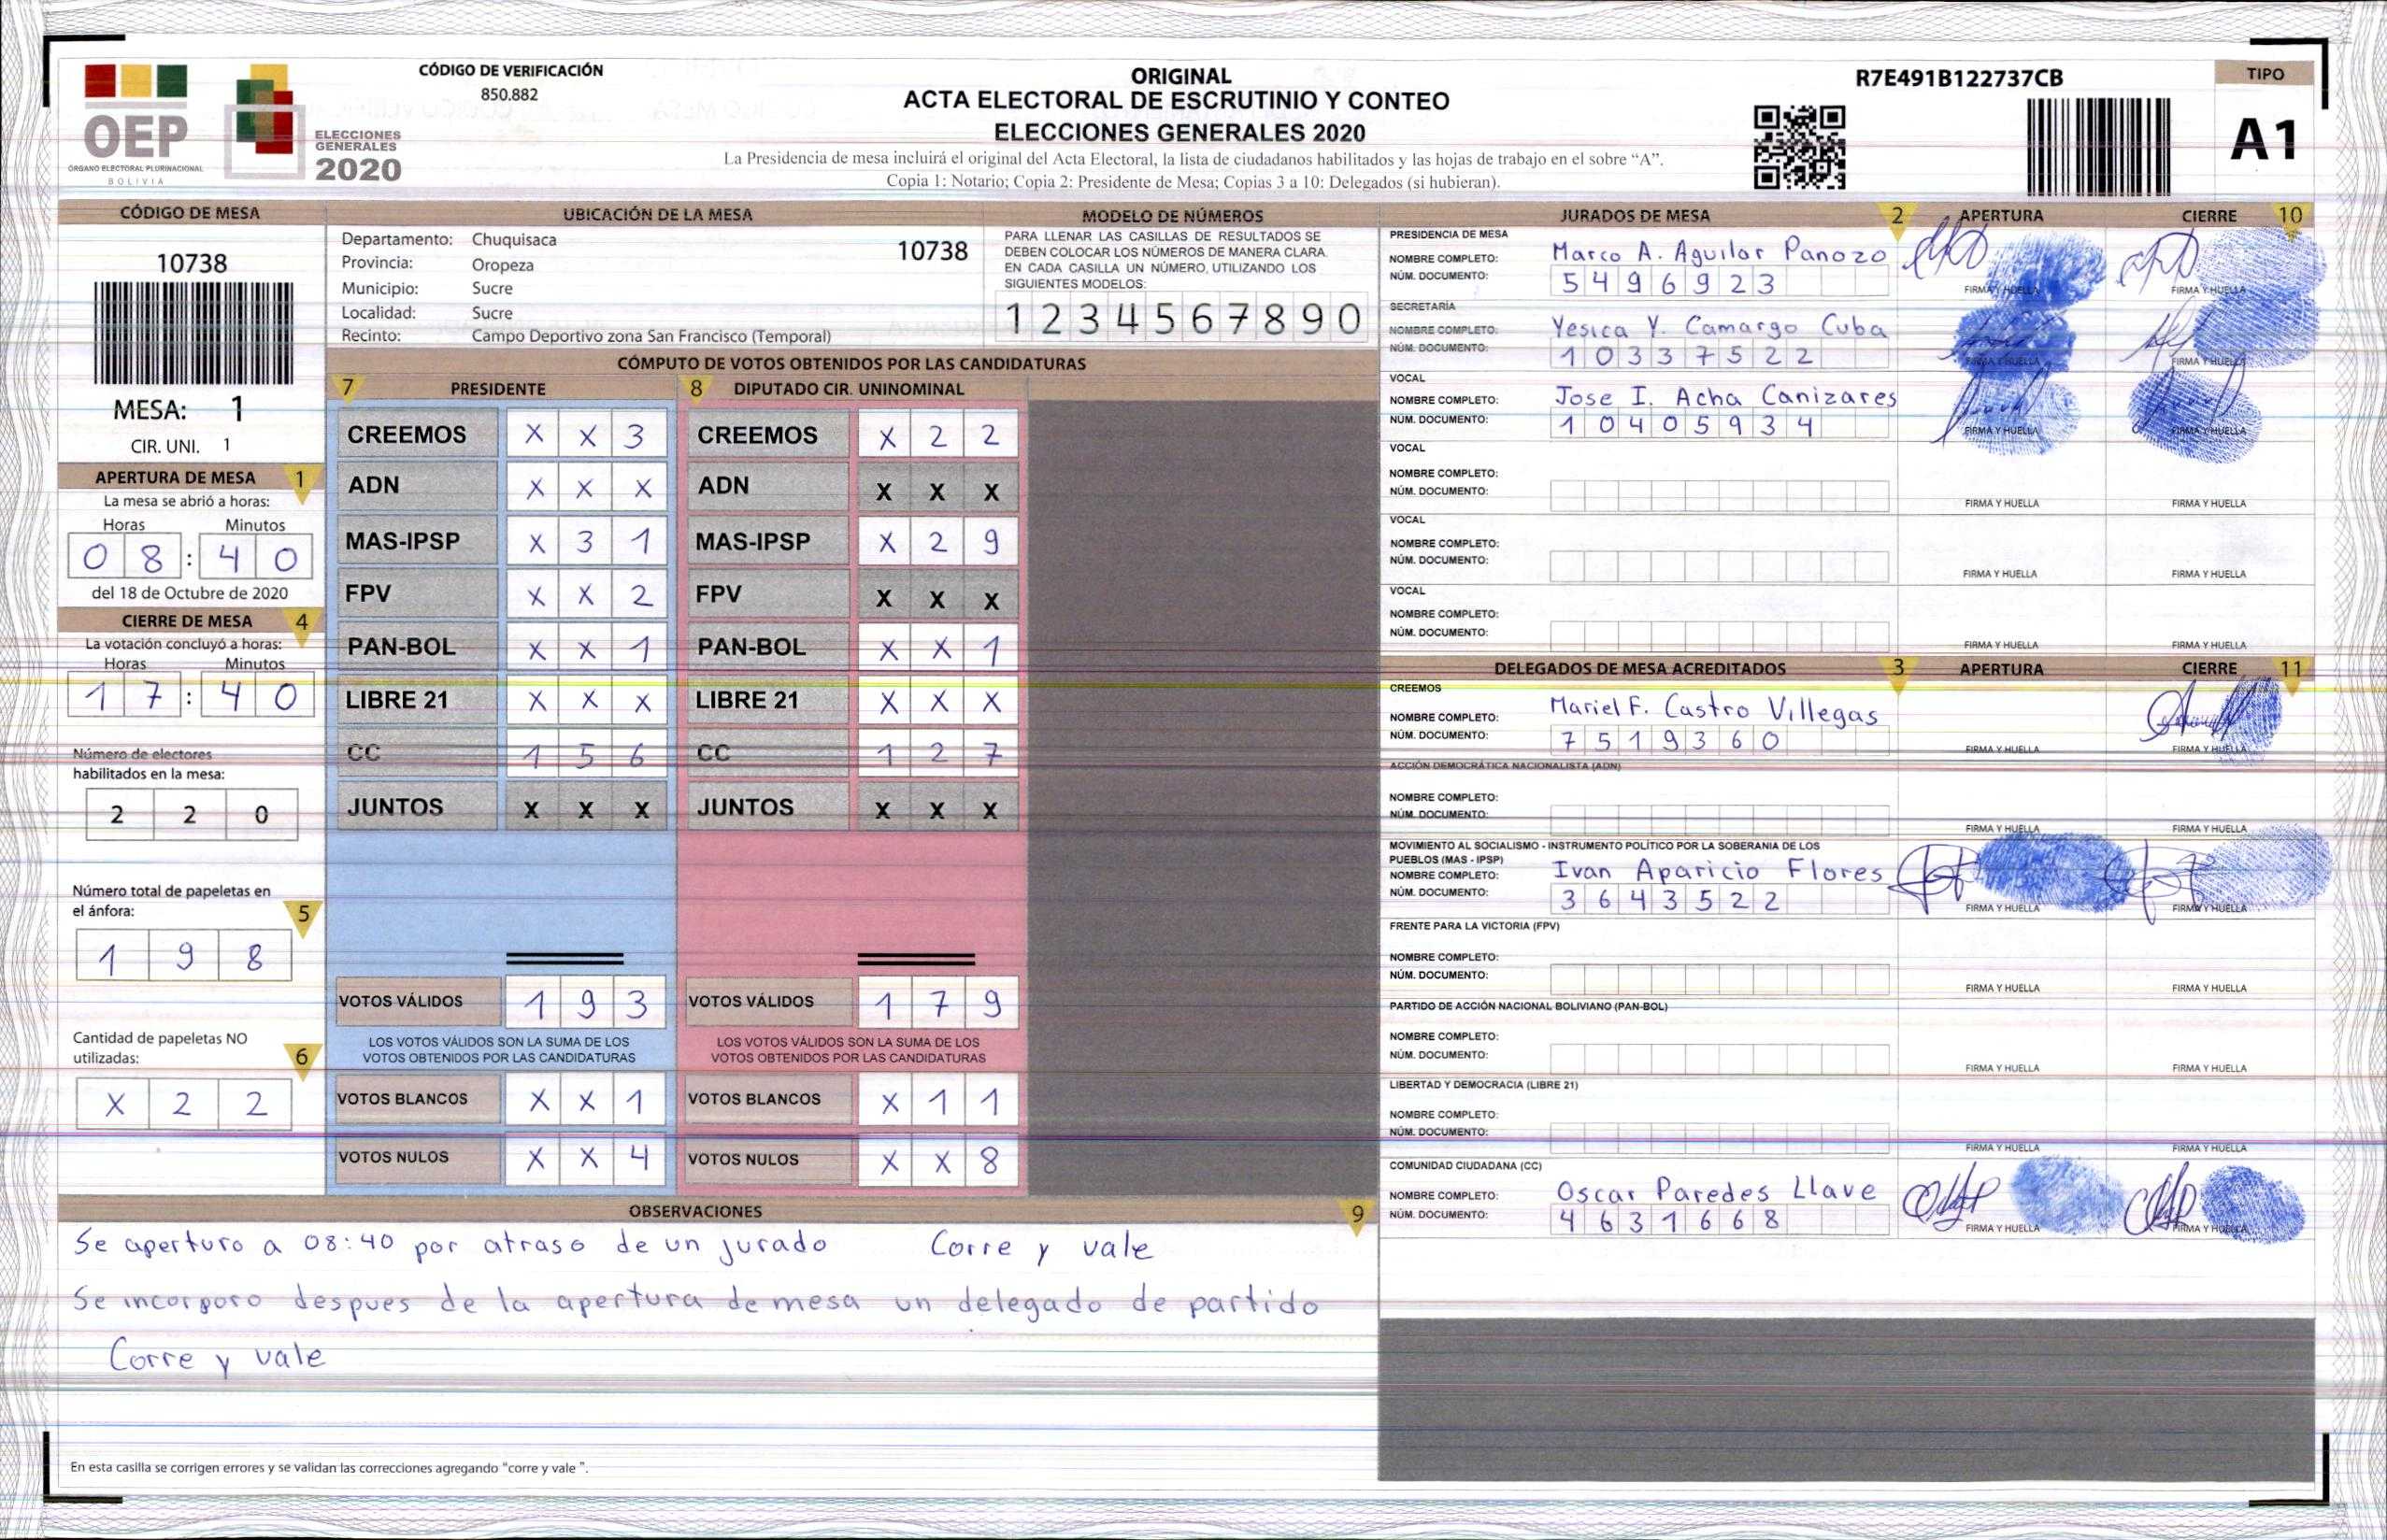 OEP
ÓRGANO ELECTORAL PLURINACIONAL
BOLIVIA
ELECCIONES
GENERALES
2020
CÓDIGO DE VERIFICACIÓN
850.882
ORIGINAL
ACTA ELECTORAL DE ESCRUTINIO Y CONTEO
ELECCIONES GENERALES 2020
La Presidencia de mesa incluirá el original del Acta Electoral, la lista de ciudadanos habilitados y las hojas de trabajo en el sobre “A”.
Copia 1: Notario; Copia 2: Presidente de Mesa; Copias 3 a 10: Delegados (si hubieran).
R7E491B122737CB
TIPO
A1
CÓDIGO DE MESA
10738
MESA: 1
CIR. UNI. 1
APERTURA DE MESA 1
La mesa se abrió a horas:
Horas Minutos
0 8 : 4 0
del 18 de Octubre de 2020
CIERRE DE MESA 4
La votación concluyó a horas:
Horas Minutos
1 7 : 4 0
Número de electores
habilitados en la mesa:
2 2 0
Número total de papeletas en
el ánfora:
5
1 9 8
Cantidad de papeletas NO
utilizadas:
6
X 2 2
UBICACIÓN DE LA MESA
Departamento: Chuquisaca
10738
Provincia: Oropeza
Municipio: Sucre
Localidad: Sucre
Recinto: Campo Deportivo zona San Francisco (Temporal)
MODELO DE NÚMEROS
PARA LLENAR LAS CASILLAS DE RESULTADOS SE
DEBEN COLOCAR LOS NÚMEROS DE MANERA CLARA.
EN CADA CASILLA UN NÚMERO, UTILIZANDO LOS
SIGUIENTES MODELOS:
1 2 3 4 5 6 7 8 9 0
CÓMPUTO DE VOTOS OBTENIDOS POR LAS CANDIDATURAS
7 PRESIDENTE 8 DIPUTADO CIR. UNINOMINAL
CREEMOS X X 3 CREEMOS X 2 2
ADN X X X ADN X X X
MAS-IPSP X 3 1 MAS-IPSP X 2 9
FPV X X 2 FPV X X X
PAN-BOL X X 1 PAN-BOL X X 1
LIBRE 21 X X X LIBRE 21 X X X
CC 1 5 6 CC 1 2 7
JUNTOS X X X JUNTOS X X X
VOTOS VÁLIDOS 1 9 3 VOTOS VÁLIDOS 1 7 9
LOS VOTOS VÁLIDOS SON LA SUMA DE LOS LOS VOTOS VÁLIDOS SON LA SUMA DE LOS
VOTOS OBTENIDOS POR LAS CANDIDATURAS VOTOS OBTENIDOS POR LAS CANDIDATURAS
VOTOS BLANCOS X X 1 VOTOS BLANCOS X 1 1
VOTOS NULOS X X 4 VOTOS NULOS X X 8
OBSERVACIONES 9
Se aperturo a 08:40 por atraso de un jurado Corre y vale
Se incorporo despues de la apertura de mesa un delegado de partido
Corre y vale
En esta casilla se corrigen errores y se validan las correcciones agregando “corre y vale ”.
JURADOS DE MESA 2 APERTURA CIERRE 10
PRESIDENCIA DE MESA
NOMBRE COMPLETO: Marco A. Aguilar Panozo
NÚM. DOCUMENTO: 5 4 9 6 9 2 3
FIRMA Y HUELLA FIRMA Y HUELLA
SECRETARÍA
NOMBRE COMPLETO: Yesica Y. Camargo Cuba
NÚM. DOCUMENTO: 1 0 3 3 7 5 2 2
FIRMA Y HUELLA FIRMA Y HUELLA
VOCAL
NOMBRE COMPLETO: Jose I. Acha Canizares
NÚM. DOCUMENTO: 1 0 4 0 5 9 3 4
FIRMA Y HUELLA FIRMA Y HUELLA
VOCAL
NOMBRE COMPLETO:
NÚM. DOCUMENTO:
FIRMA Y HUELLA FIRMA Y HUELLA
VOCAL
NOMBRE COMPLETO:
NÚM. DOCUMENTO:
FIRMA Y HUELLA FIRMA Y HUELLA
VOCAL
NOMBRE COMPLETO:
NÚM. DOCUMENTO:
FIRMA Y HUELLA FIRMA Y HUELLA
DELEGADOS DE MESA ACREDITADOS 3 APERTURA CIERRE 11
CREEMOS
NOMBRE COMPLETO: Mariel F. Castro Villegas
NÚM. DOCUMENTO: 7 5 1 9 3 6 0
FIRMA Y HUELLA FIRMA Y HUELLA
ACCIÓN DEMOCRÁTICA NACIONALISTA (ADN)
NOMBRE COMPLETO:
NÚM. DOCUMENTO:
FIRMA Y HUELLA FIRMA Y HUELLA
MOVIMIENTO AL SOCIALISMO - INSTRUMENTO POLÍTICO POR LA SOBERANIA DE LOS
PUEBLOS (MAS - IPSP)
NOMBRE COMPLETO: Ivan Aparicio Flores
NÚM. DOCUMENTO: 3 6 4 3 5 2 2
FIRMA Y HUELLA FIRMA Y HUELLA
FRENTE PARA LA VICTORIA (FPV)
NOMBRE COMPLETO:
NÚM. DOCUMENTO:
FIRMA Y HUELLA FIRMA Y HUELLA
PARTIDO DE ACCIÓN NACIONAL BOLIVIANO (PAN-BOL)
NOMBRE COMPLETO:
NÚM. DOCUMENTO:
FIRMA Y HUELLA FIRMA Y HUELLA
LIBERTAD Y DEMOCRACIA (LIBRE 21)
NOMBRE COMPLETO:
NÚM. DOCUMENTO:
FIRMA Y HUELLA FIRMA Y HUELLA
COMUNIDAD CIUDADANA (CC)
NOMBRE COMPLETO: Oscar Paredes Llave
NÚM. DOCUMENTO: 4 6 3 1 6 6 8
FIRMA Y HUELLA FIRMA Y HUELLA